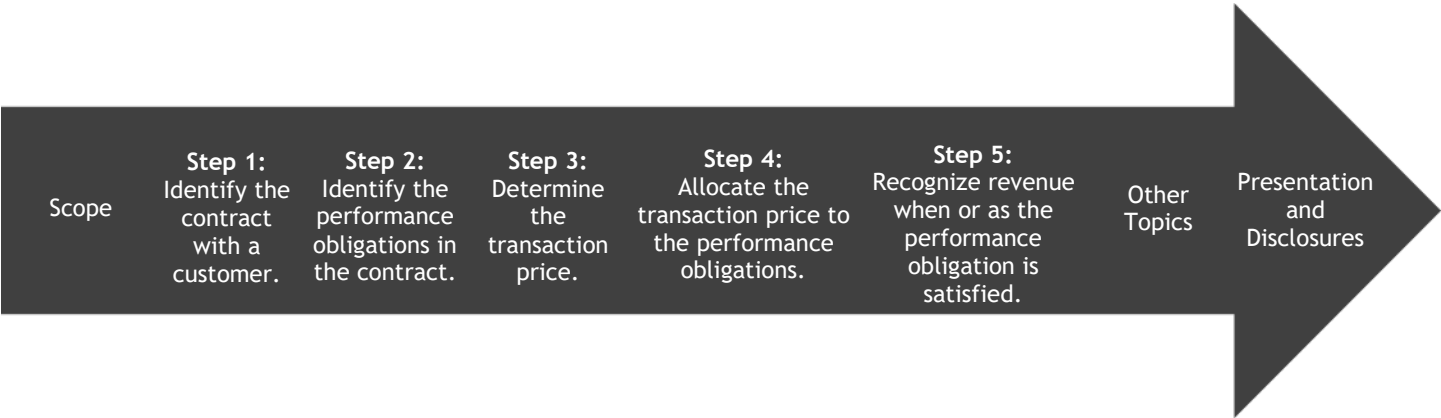 Scope
Step 1:
Identify the
contract
with a
customer.
Step 2:
Identify the
performance
obligations in
the contract.
Step 3:
Determine
the
transaction
price.
Step 4:
Allocate the
transaction price to
the performance
obligations.
Step 5:
Recognize revenue
when or as the
performance
obligation is
satisfied.
Other
Topics
Presentation
and
Disclosures